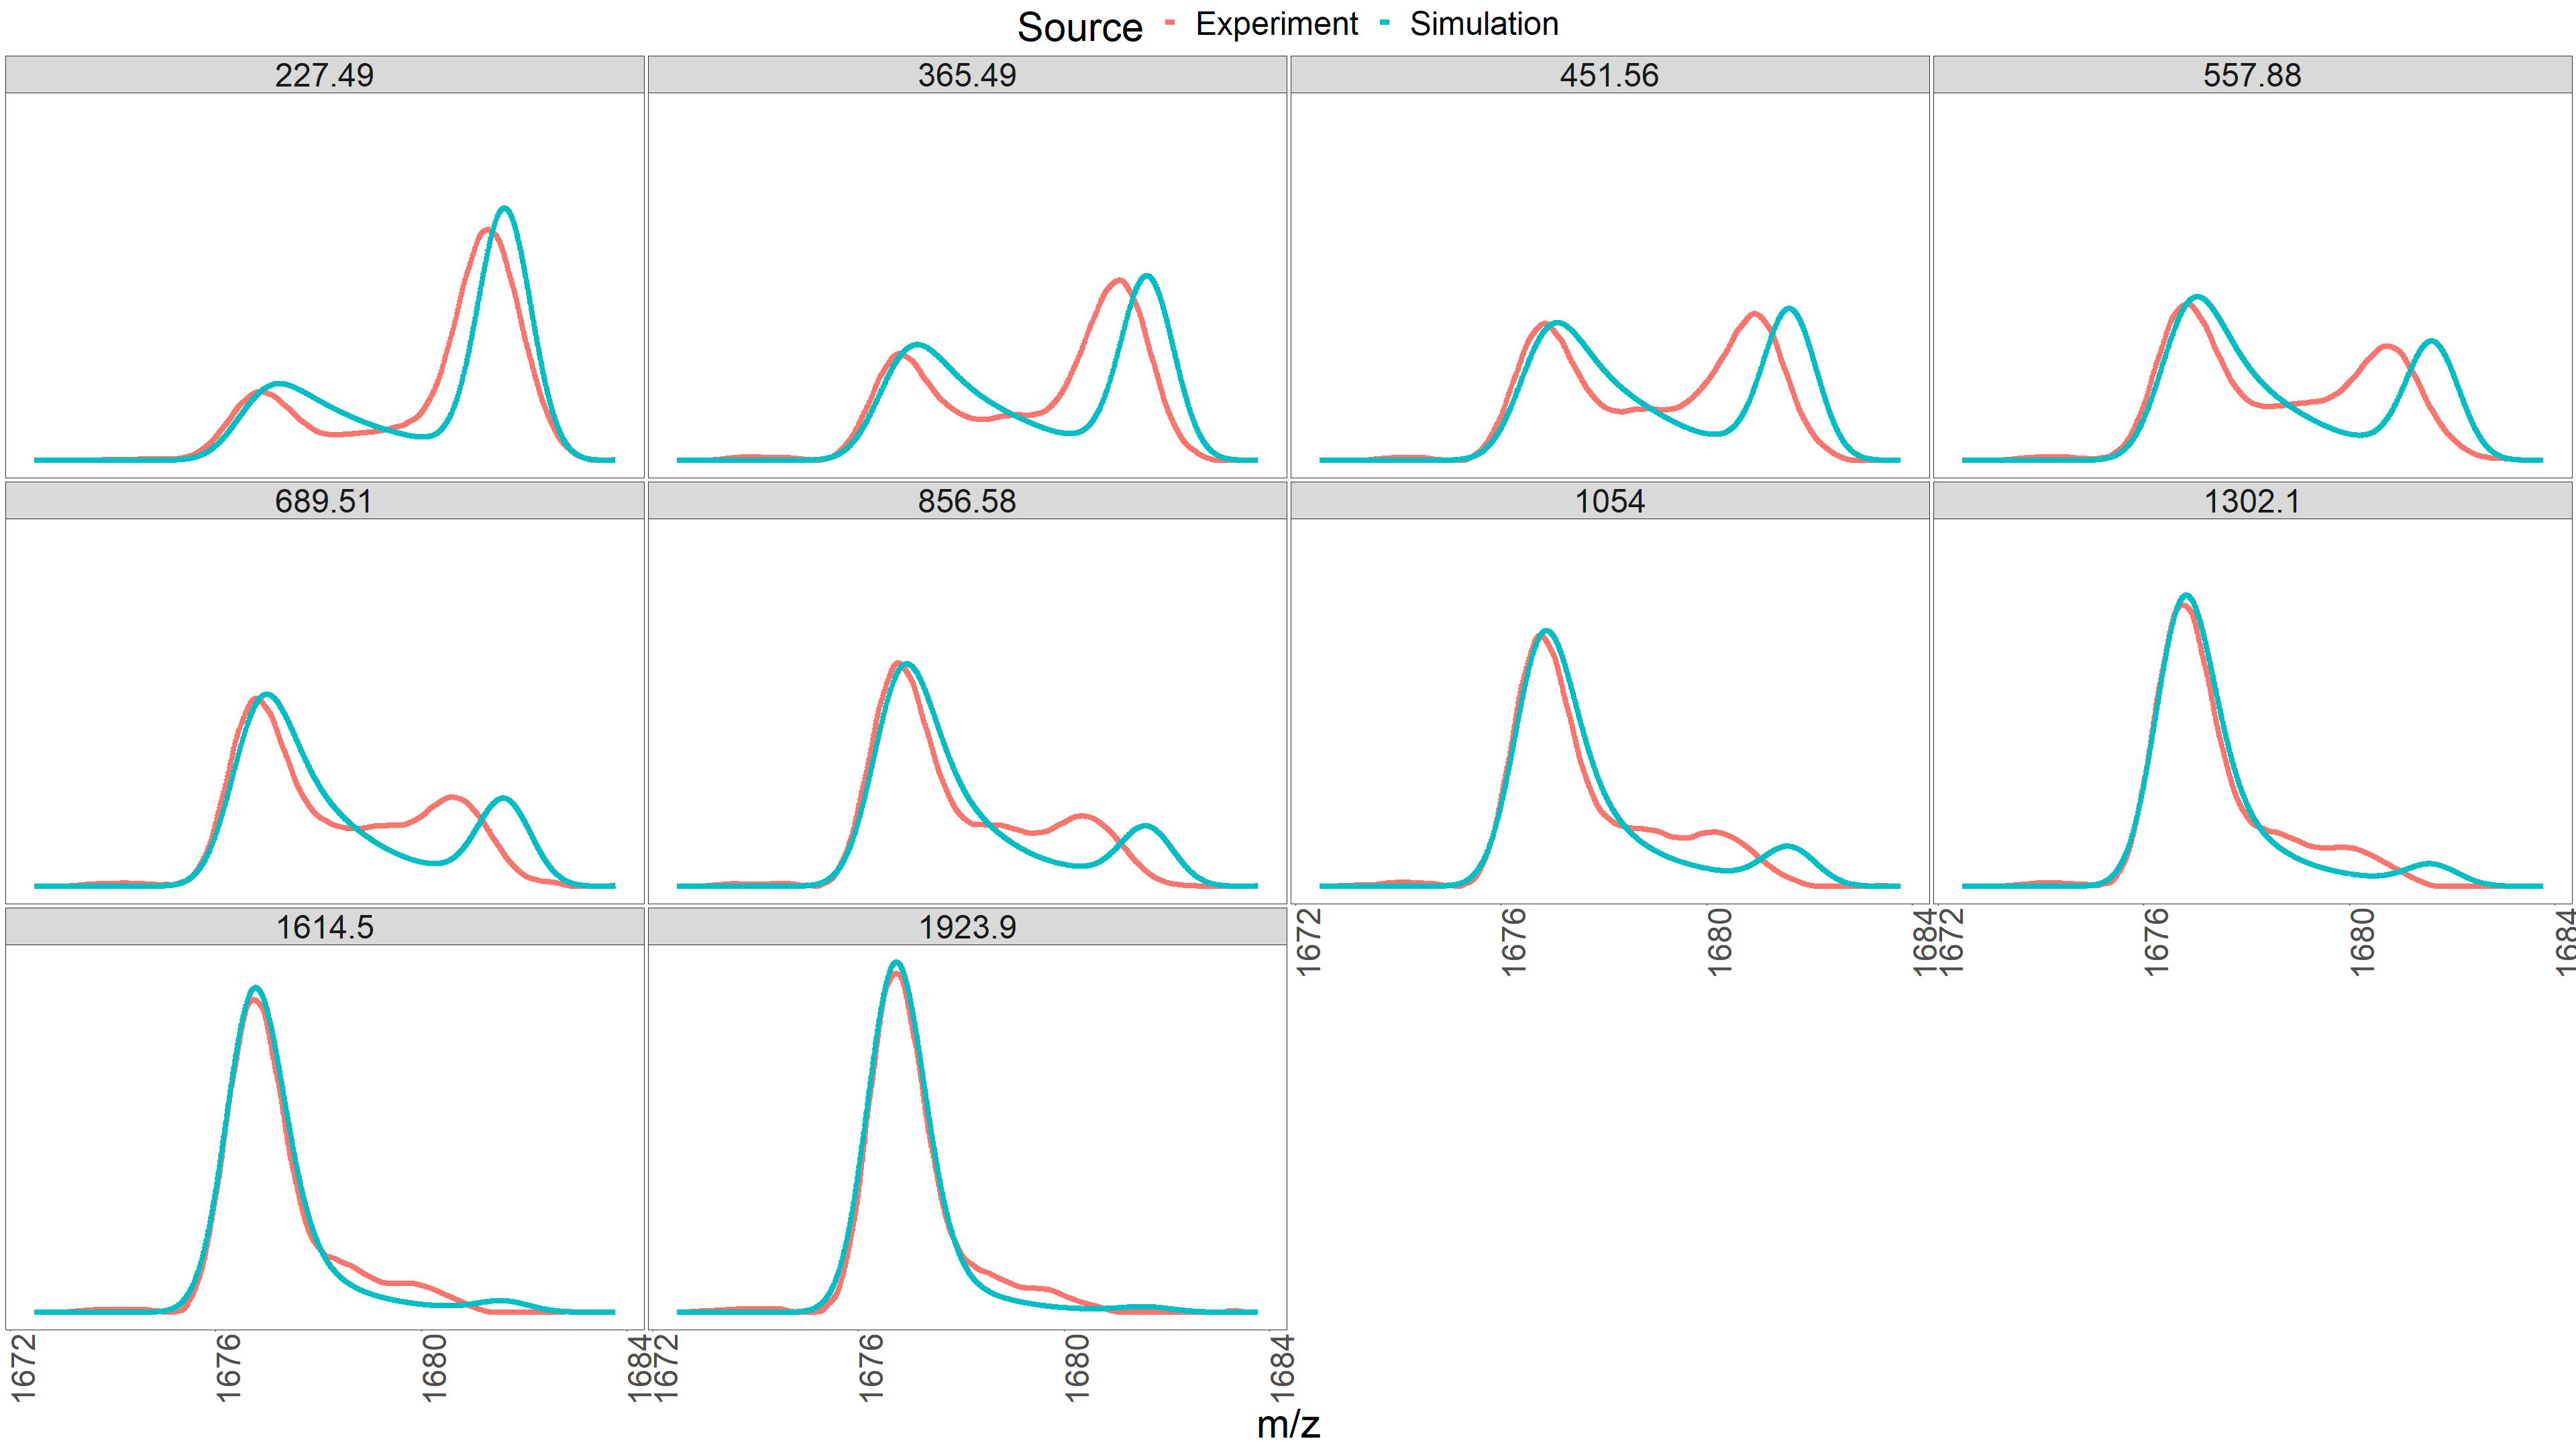 Source Experiment Simulation
227.49 365.49 451.56 557.88
689.51 856.58 1054 1302.1
1672 1676 1680 1684 1672 1676 1680 1684
1614.5 1923.9
1672 1676 1680 1684 1672 1676 1680 1684
m/z